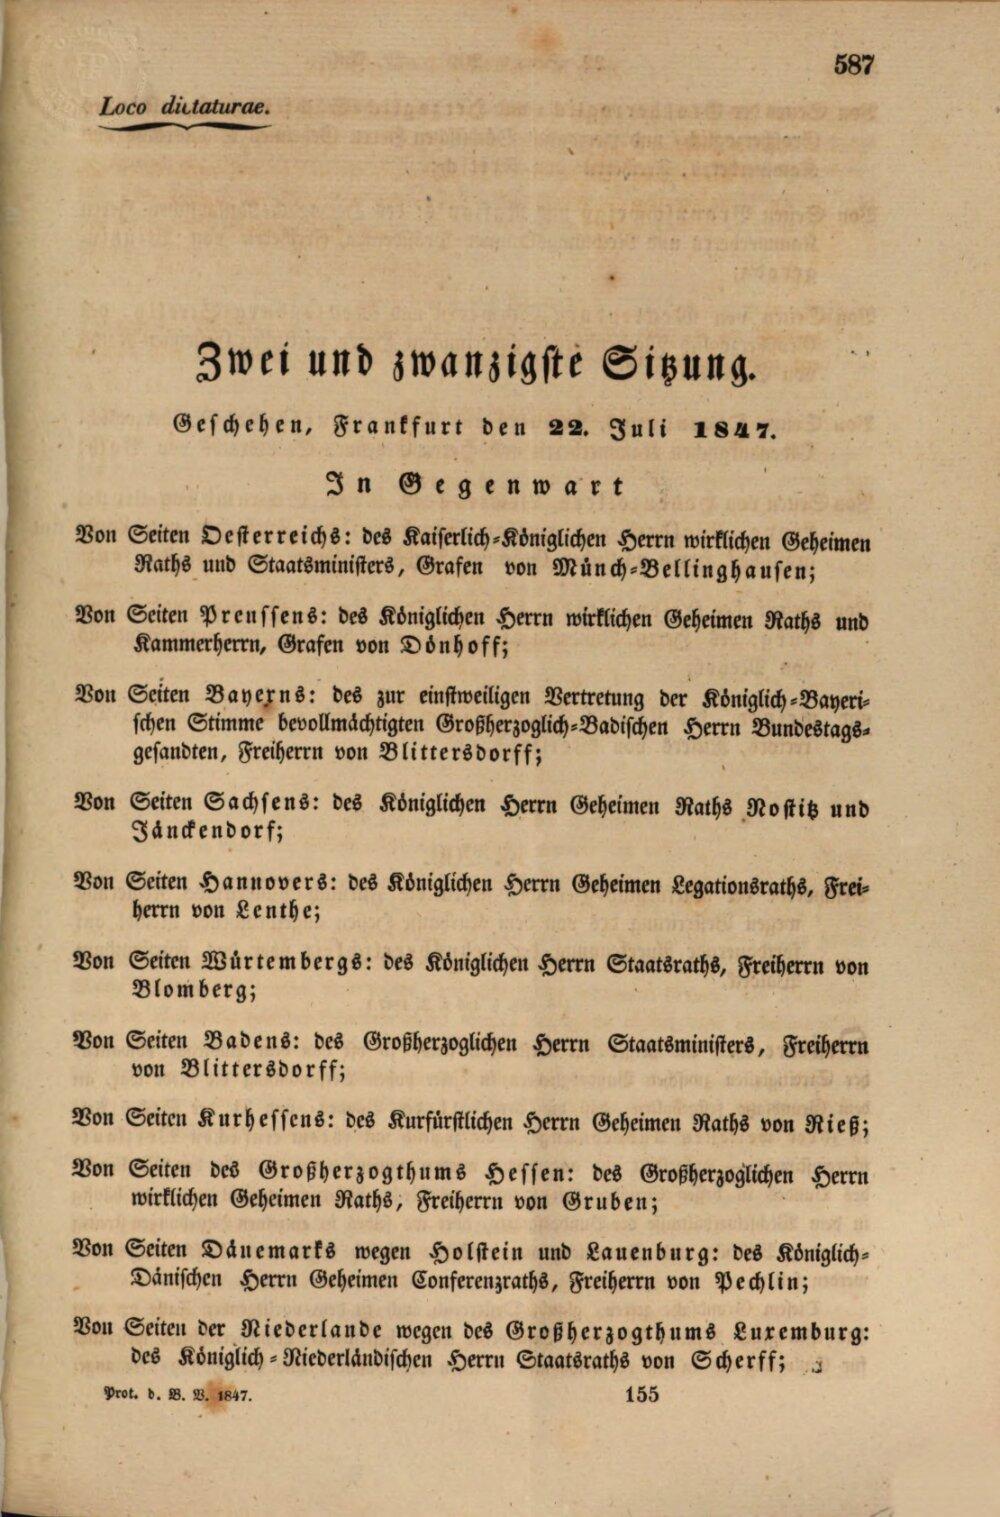 587
Loco dictaturae.
Zwei und zwanzigste Sitzung.
Geschehen, Frankfurt den 22. Juli 1847.
In Gegenwart
Von Seiten Oesterreichs: des Kaiserlich-Königlichen Herrn wirklichen Geheimen
Raths und Staatsministers, Grafen von Münch-Bellinghausen;
Von Seiten Preussens: des Königlichen Herrn wirklichen Geheimen Raths und
Kammerherrn, Grafen von Dönhoff;
Von Seiten Bayerns: des zur einstweiligen Vertretung der Königlich-Bayeri-
schen Stimme bevollmächtigten Großherzoglich-Badischen Herrn Bundestags-
gesandten, Freiherrn von Blittersdorff;
Von Seiten Sachsens: des Königlichen Herrn Geheimen Raths Nostitz und
Jänckendorf;
Von Seiten Hannovers: des Königlichen Herrn Geheimen Legationsraths, Frei-
herrn von Lenthe;
Von Seiten Würtembergs: des Königlichen Herrn Staatsraths, Freiherrn von
Blomberg;
Von Seiten Badens: des Großherzoglichen Herrn Staatsministers, Freiherrn
von Blittersdorff;
Von Seiten Kurhessens: des Kurfürstlichen Herrn Geheimen Raths von Rieß;
Von Seiten des Großherzogthums Hessen: des Großherzoglichen Herrn
wirklichen Geheimen Raths, Freiherrn von Gruben;
Von Seiten Dänemarks wegen Holstein und Lauenburg: des Königlich-
Dänischen Herrn Geheimen Conferenzraths, Freiherrn von Pechlin;
Von Seiten der Niederlande wegen des Großherzogthums Luxemburg:
des Königlich-Niederländischen Herrn Staatsraths von Scherff;
Prot. d. B. V. 1847.
155